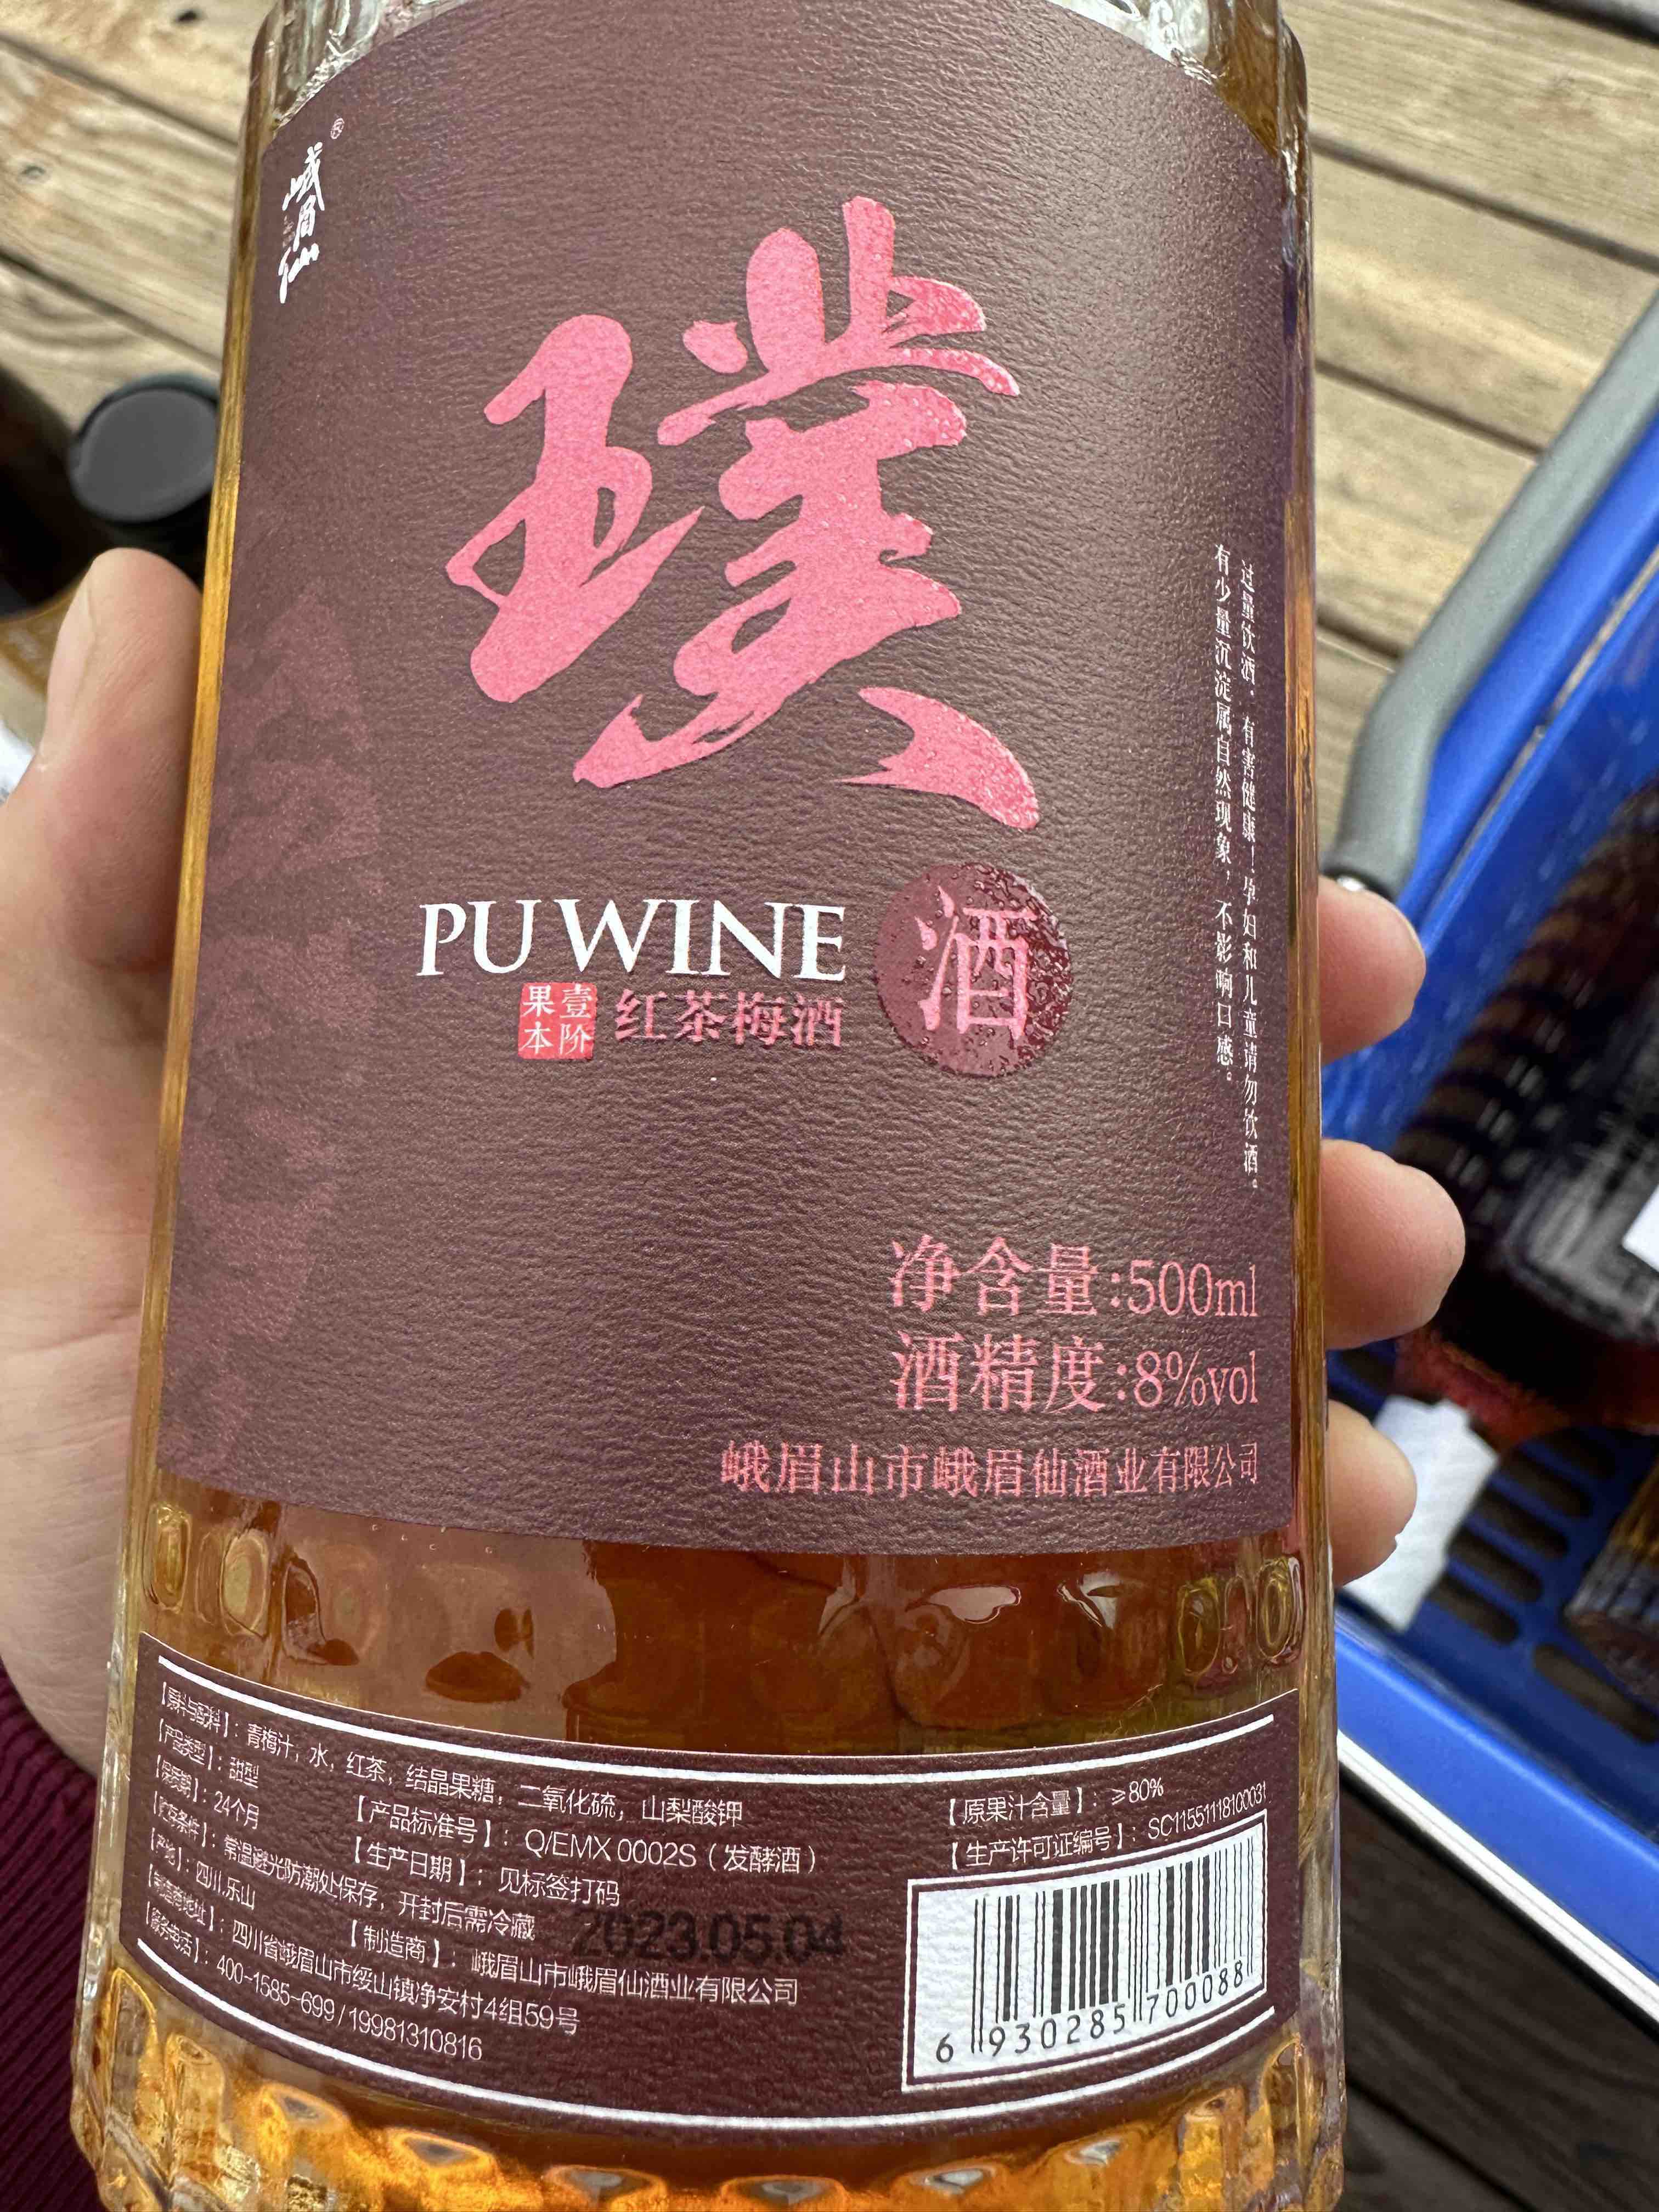 峨眉仙®
璞
PU WINE
酒
壹阶
果本
红茶梅酒
过量饮酒，有害健康！孕妇和儿童请勿饮酒。
有少量沉淀属自然现象，不影响口感。
净含量:500ml
酒精度:8%vol
峨眉山市峨眉仙酒业有限公司
【原料与配料】：青梅汁，水，红茶，结晶果糖，二氧化硫，山梨酸钾
【原果汁含量】：≥80%
【产品类型】：甜型
【产品标准号】：Q/EMX 0002S（发酵酒）
【生产许可证编号】：SC11551118100031
【保质期】：24个月
【生产日期】：见标签打码
【贮存条件】：常温避光防潮处保存，开封后需冷藏
2023.05.04
【产地】：四川.乐山
【制造商】：峨眉山市峨眉仙酒业有限公司
【制造商地址】：四川省峨眉山市绥山镇净安村4组59号
【服务电话】：400-1585-699/19981310816
6 930285 700088